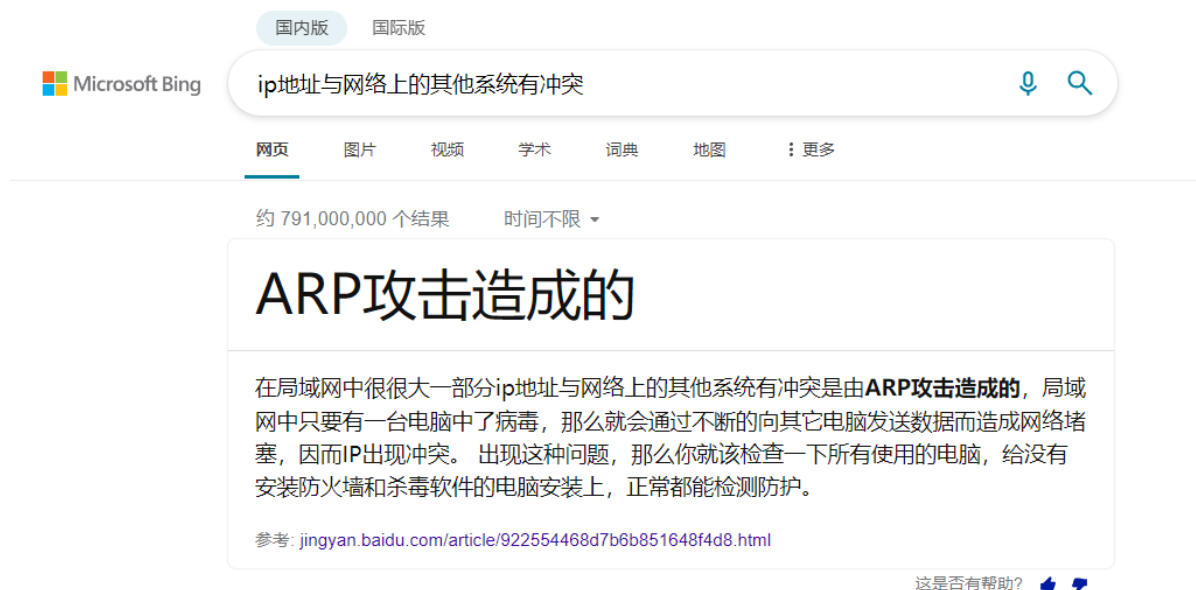 国内版 国际版
Microsoft Bing
ip地址与网络上的其他系统有冲突
网页 图片 视频 学术 词典 地图 更多
约 791,000,000 个结果 时间不限
ARP攻击造成的
在局域网中很很大一部分ip地址与网络上的其他系统有冲突是由ARP攻击造成的，局域
网中只要有一台电脑中了病毒，那么就会通过不断的向其它电脑发送数据而造成网络堵
塞，因而IP出现冲突。 出现这种问题，那么你就该检查一下所有使用的电脑，给没有
安装防火墙和杀毒软件的电脑安装上，正常都能检测防护。
参考: jingyan.baidu.com/article/922554468d7b6b851648f4d8.html
这是否有帮助?